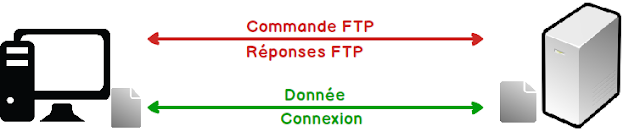 Commande FTP
Réponses FTP
Donnée
Connexion